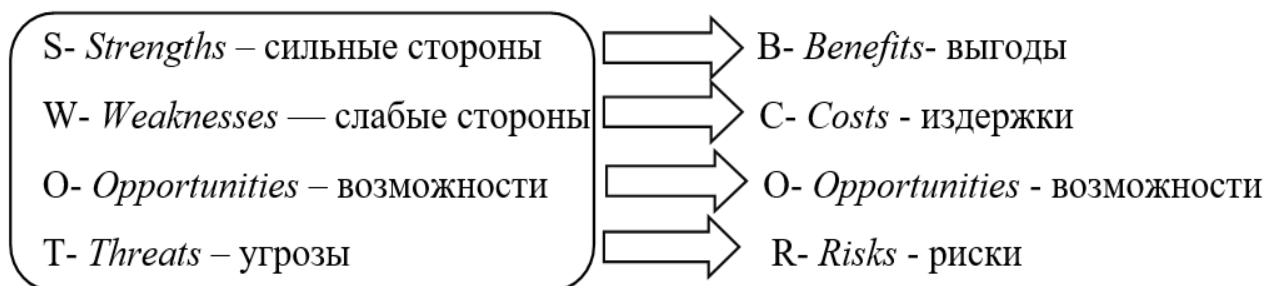 S- Strengths – сильные стороны B- Benefits- выгоды
W- Weaknesses — слабые стороны C- Costs - издержки
O- Opportunities – возможности O- Opportunities - возможности
T- Threats – угрозы R- Risks - риски